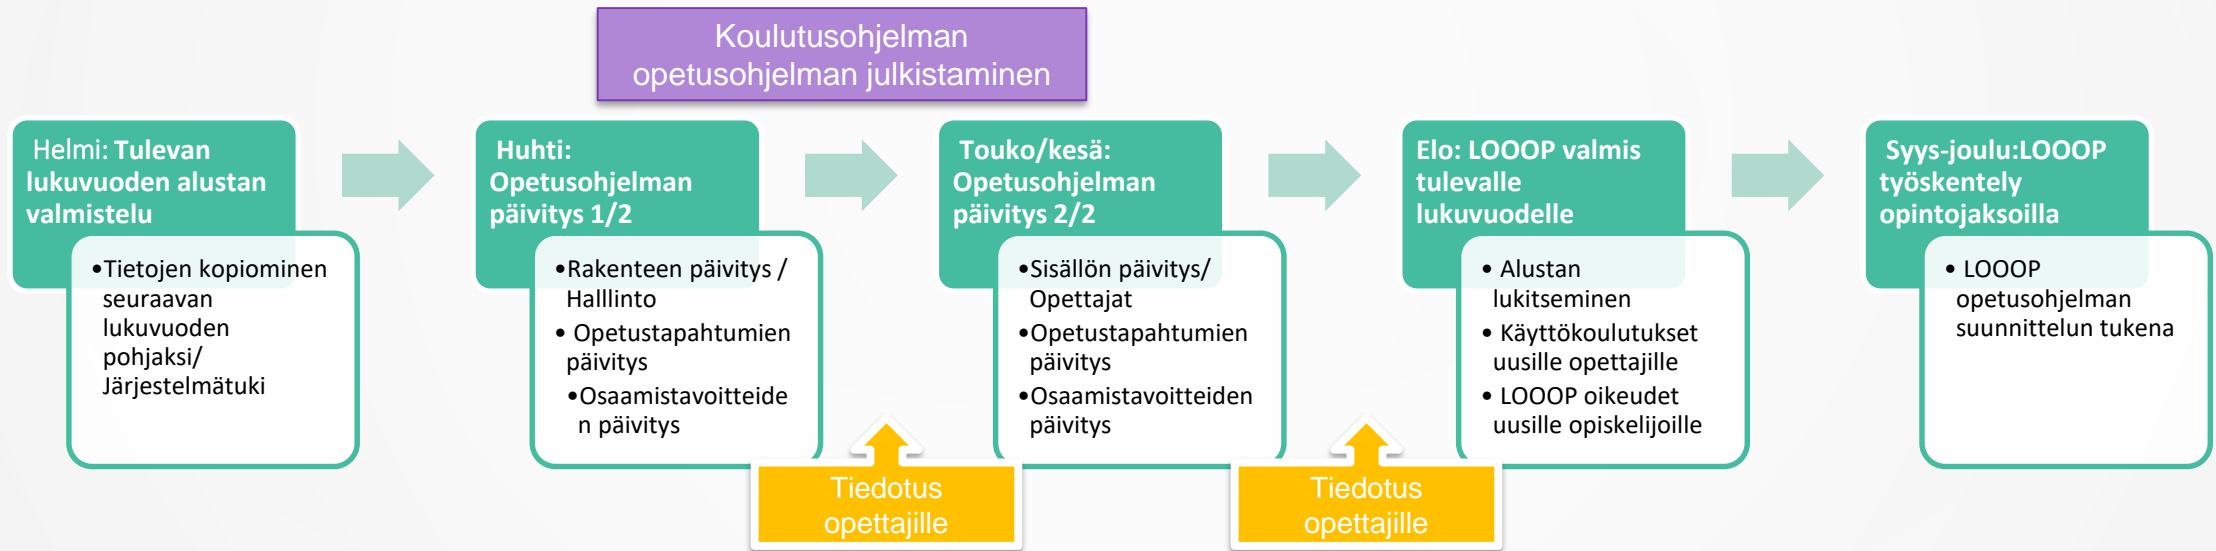 Koulutusohjelman
opetusohjelman julkistaminen
Helmi: Tulevan
lukuvuoden alustan
valmistelu
•Tietojen kopiominen
seuraavan
lukuvuoden
pohjaksi/
Järjestelmätuki
Huhti:
Opetusohjelman
päivitys 1/2
•Rakenteen päivitys /
Halllinto
• Opetustapahtumien
päivitys
•Osaamistavoitteide
n päivitys
Tiedotus
opettajille
Touko/kesä:
Opetusohjelman
päivitys 2/2
•Sisällön päivitys/
Opettajat
•Opetustapahtumien
päivitys
•Osaamistavoitteiden
päivitys
Tiedotus
opettajille
Elo: LOOOP valmis
tulevalle
lukuvuodelle
• Alustan
lukitseminen
• Käyttökoulutukset
uusille opettajille
• LOOOP oikeudet
uusille opiskelijoille
Syys-joulu:LOOOP
työskentely
opintojaksoilla
• LOOOP
opetusohjelman
suunnittelun tukena